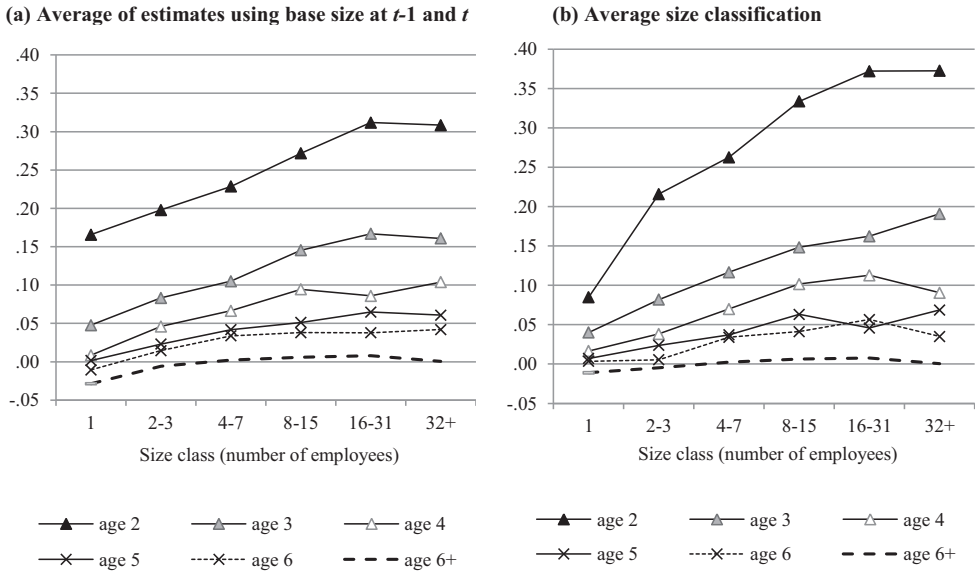 (a) Average of estimates using base size at t-1 and t
.40
.35
.30
.25
.20
.15
.10
.05
.00
-.05
1 2-3 4-7 8-15 16-31 32+
Size class (number of employees)
age 2 age 3 age 4
age 5 age 6 age 6+
(b) Average size classification
.40
.35
.30
.25
.20
.15
.10
.05
.00
-.05
1 2-3 4-7 8-15 16-31 32+
Size class (number of employees)
age 2 age 3 age 4
age 5 age 6 age 6+